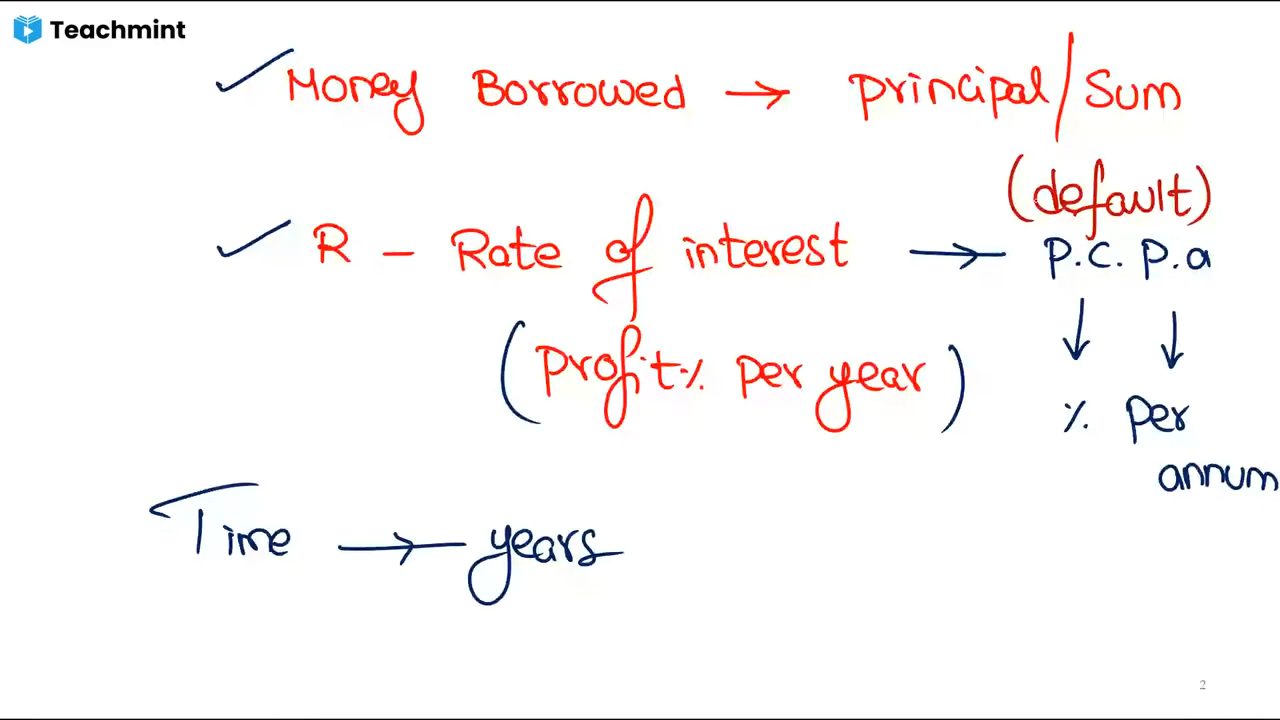 Teachmint
Money Borrowed → Principal/Sum
(default)
R - Rate of interest → P.C. P.a
(Profit % per year)
↓ ↓
% Per
annum
Time → years
2